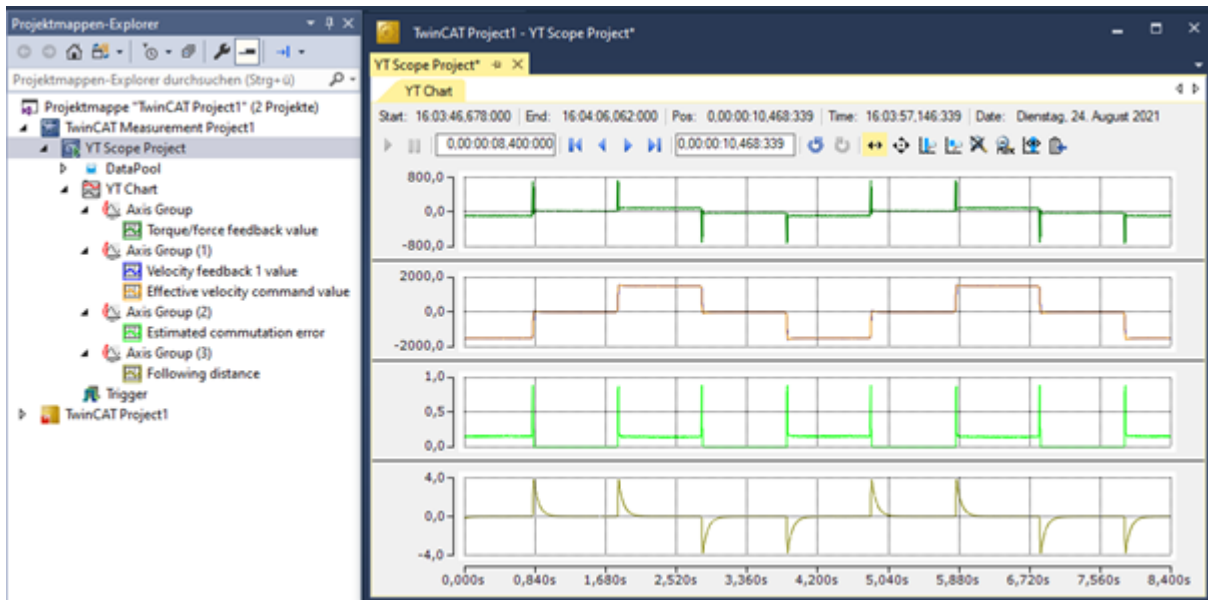 Projektmappen-Explorer
Projektmappen-Explorer durchsuchen (Strg+ü)
Projektmappe "TwinCAT Project1" (2 Projekte)
TwinCAT Measurement Project1
YT Scope Project
DataPool
YT Chart
Axis Group
Torque/force feedback value
Axis Group (1)
Velocity feedback 1 value
Effective velocity command value
Axis Group (2)
Estimated commutation error
Axis Group (3)
Following distance
Trigger
TwinCAT Project1
TwinCAT Project1 - YT Scope Project*
YT Scope Project*
YT Chart
Start: 16:03:46,678:000 End: 16:04:06,062:000 Pos: 0,00:00:10,468:339 Time: 16:03:57,146:339 Date: Dienstag, 24. August 2021
0,00:00:08,400:000 0,00:00:10,468:339
800,0
0,0
-800,0
2000,0
0,0
-2000,0
1,0
0,5
0,0
4,0
0,0
-4,0
0,000s 0,840s 1,680s 2,520s 3,360s 4,200s 5,040s 5,880s 6,720s 7,560s 8,400s